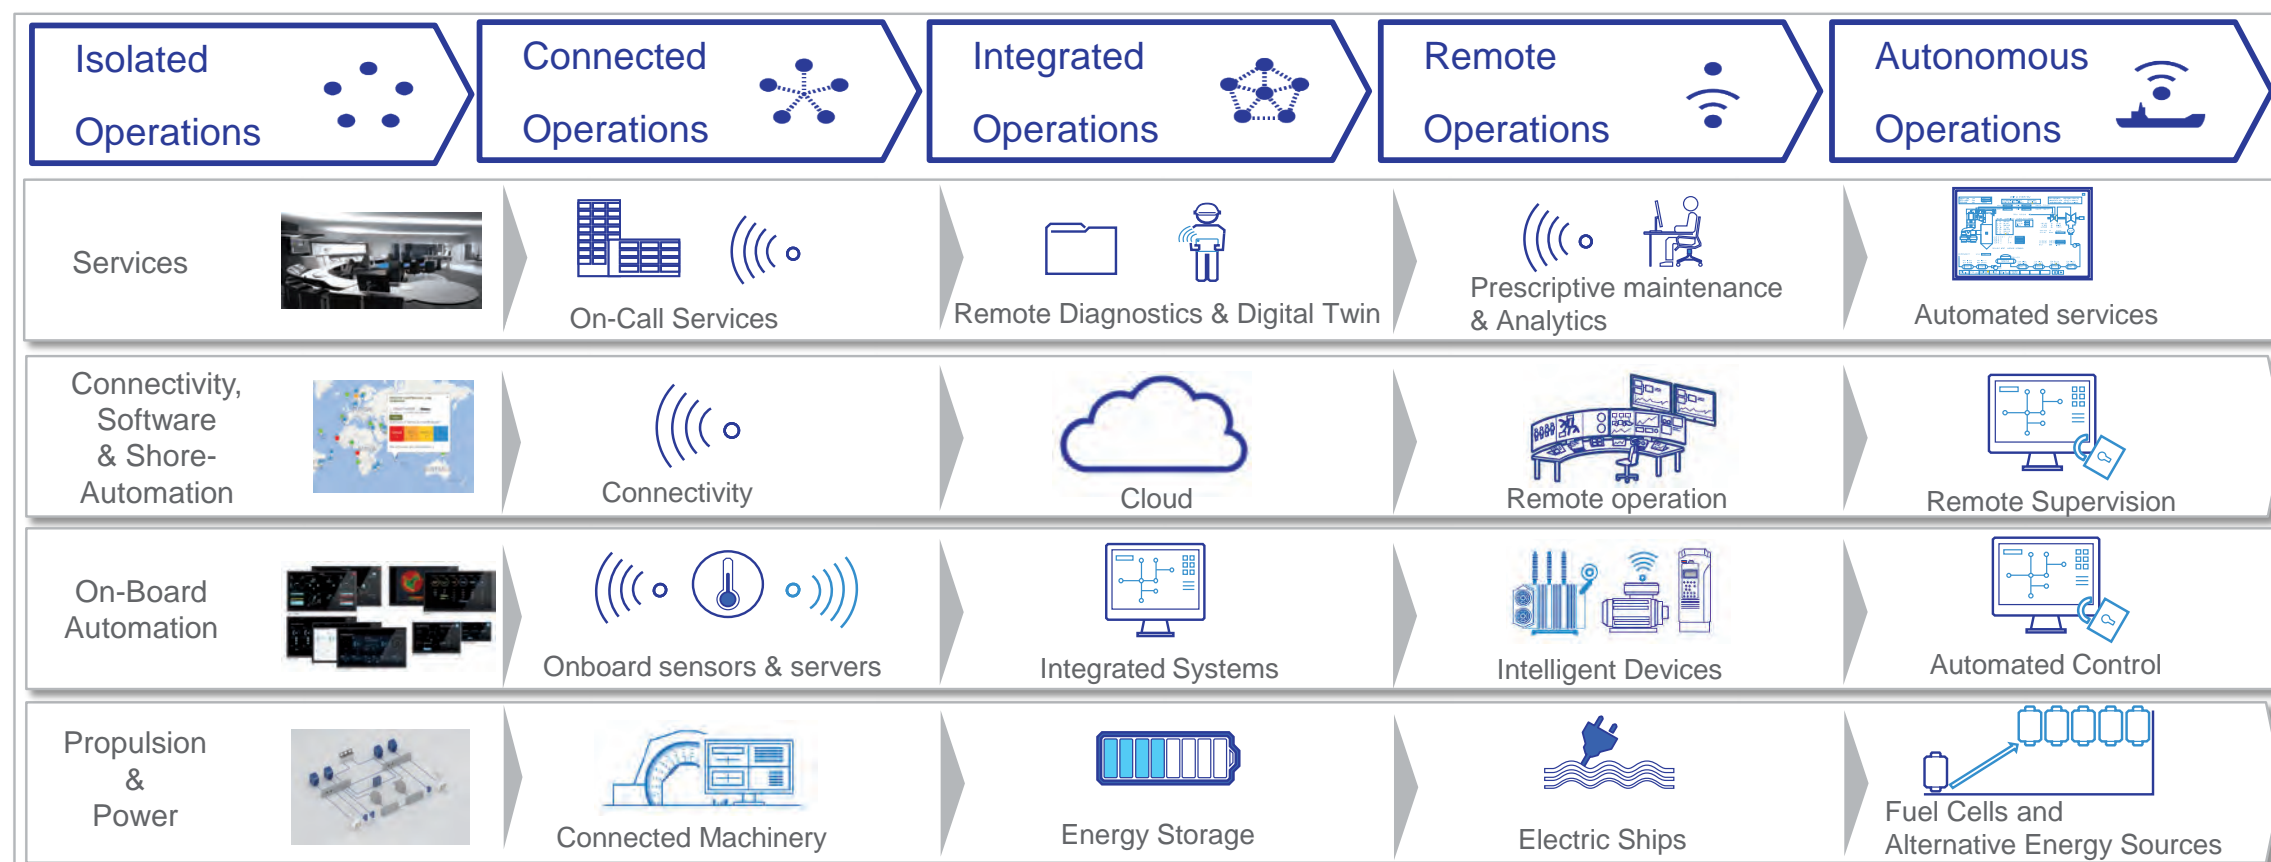 Isolated
Operations
Connected
Operations
Integrated
Operations
Remote
Operations
Autonomous
Operations
Services
On-Call Services
Remote Diagnostics & Digital Twin
Prescriptive maintenance
& Analytics
Automated services
Connectivity,
Software
& Shore-
Automation
Connectivity
Cloud
Remote operation
Remote Supervision
On-Board
Automation
Onboard sensors & servers
Integrated Systems
Intelligent Devices
Automated Control
Propulsion
&
Power
Connected Machinery
Energy Storage
Electric Ships
Fuel Cells and
Alternative Energy Sources